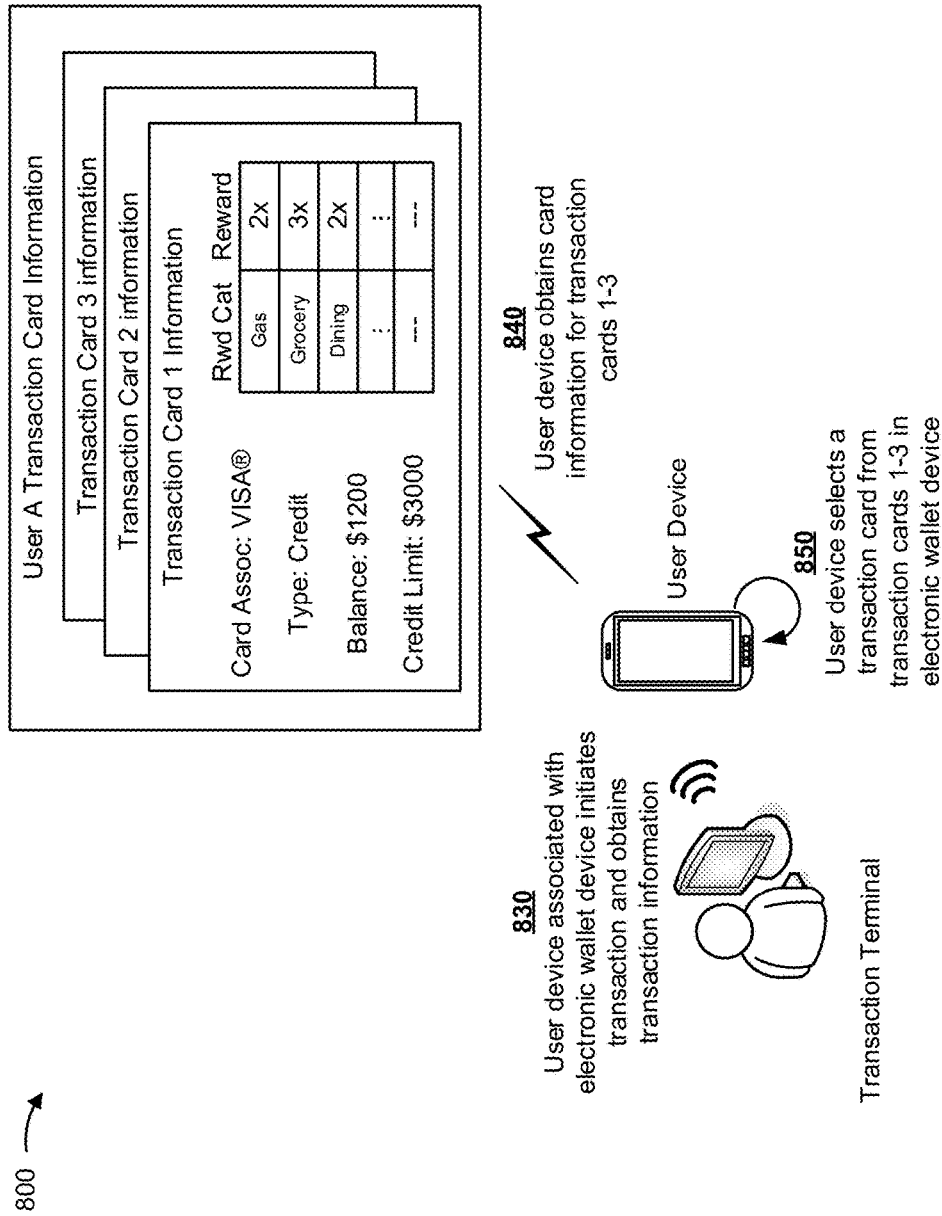 800
User A Transaction Card Information
Transaction Card 3 information
Transaction Card 2 information
Transaction Card 1 Information
Card Assoc: VISA®
Type: Credit
Balance: $1200
Credit Limit: $3000
Rwd Cat Reward
Gas 2x
Grocery 3x
Dining 2x
: :
--- ---
830
User device associated with
electronic wallet device initiates
transaction and obtains
transaction information
Transaction Terminal
840
User device obtains card
information for transaction
cards 1-3
User Device
850
User device selects a
transaction card from
transaction cards 1-3 in
electronic wallet device